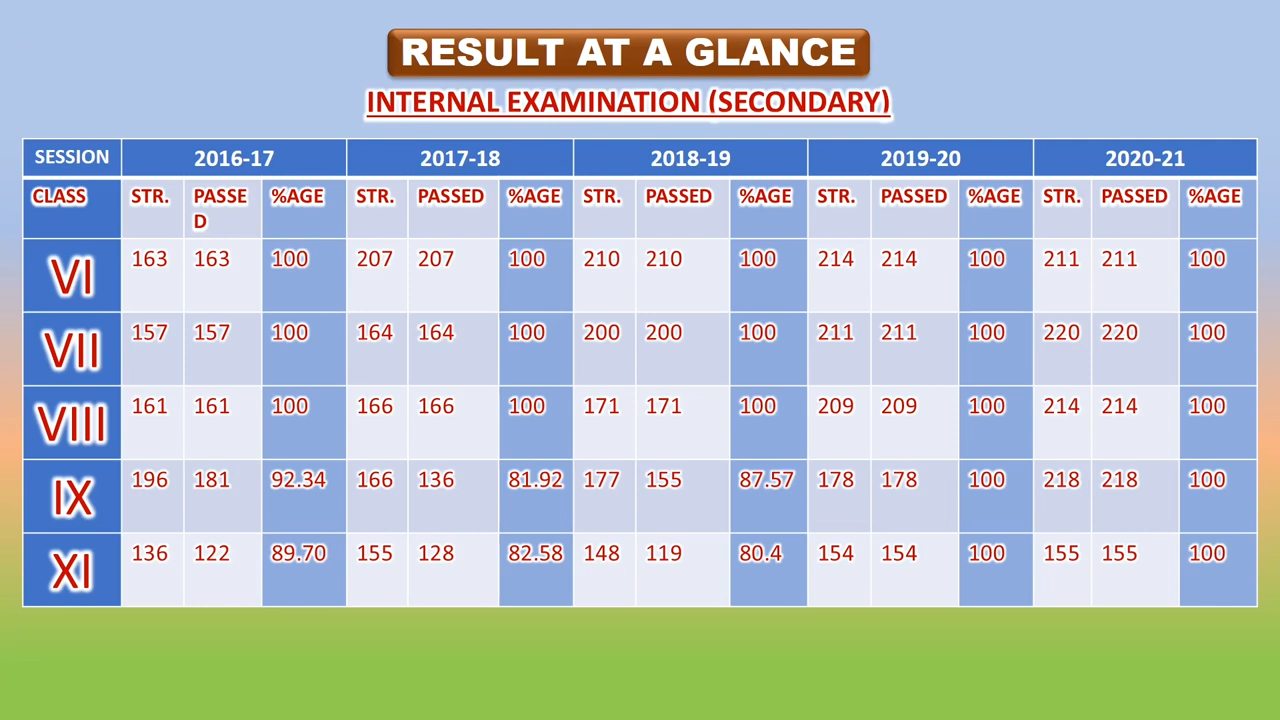 RESULT AT A GLANCE
INTERNAL EXAMINATION (SECONDARY)
SESSION 2016-17 2017-18 2018-19 2019-20 2020-21
CLASS STR. PASSE STR. PASSED %AGE STR. PASSED %AGE STR. PASSED %AGE STR. PASSED %AGE
D
VI 163 163 100 207 207 100 210 210 100 214 214 100 211 211 100
VII 157 157 100 164 164 100 200 200 100 211 211 100 220 220 100
VIII 161 161 100 166 166 100 171 171 100 209 209 100 214 214 100
IX 196 181 92.34 166 136 81.92 177 155 87.57 178 178 100 218 218 100
XI 136 122 89.70 155 128 82.58 148 119 80.4 154 154 100 155 155 100